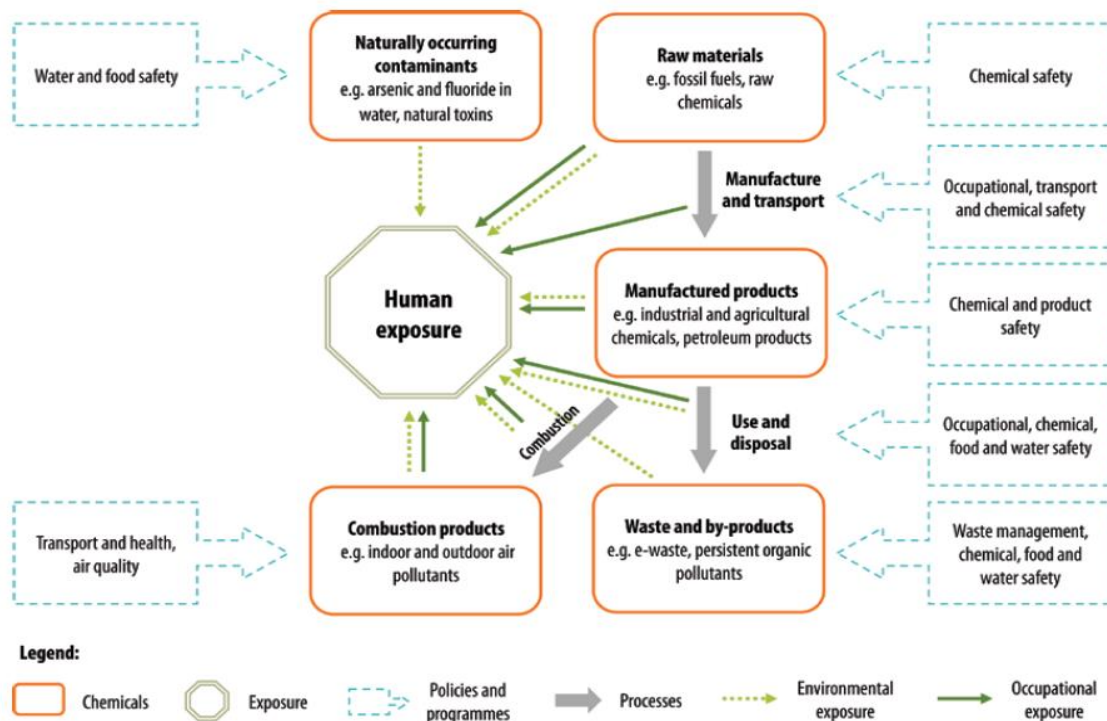 Water and food safety
Naturally occurring
contaminants
e.g. arsenic and fluoride in
water, natural toxins
Raw materials
e.g. fossil fuels, raw
chemicals
Chemical safety
Manufacture
and transport
Occupational, transport
and chemical safety
Human
exposure
Manufactured products
e.g. industrial and agricultural
chemicals, petroleum products
Chemical and product
safety
Combustion
Use and
disposal
Occupational, chemical,
food and water safety
Transport and health,
air quality
Combustion products
e.g. indoor and outdoor air
pollutants
Waste and by-products
e.g. e-waste, persistent organic
pollutants
Waste management,
chemical, food and
water safety
Legend:
Chemicals
Exposure
Policies and
programmes
Processes
Environmental
exposure
Occupational
exposure